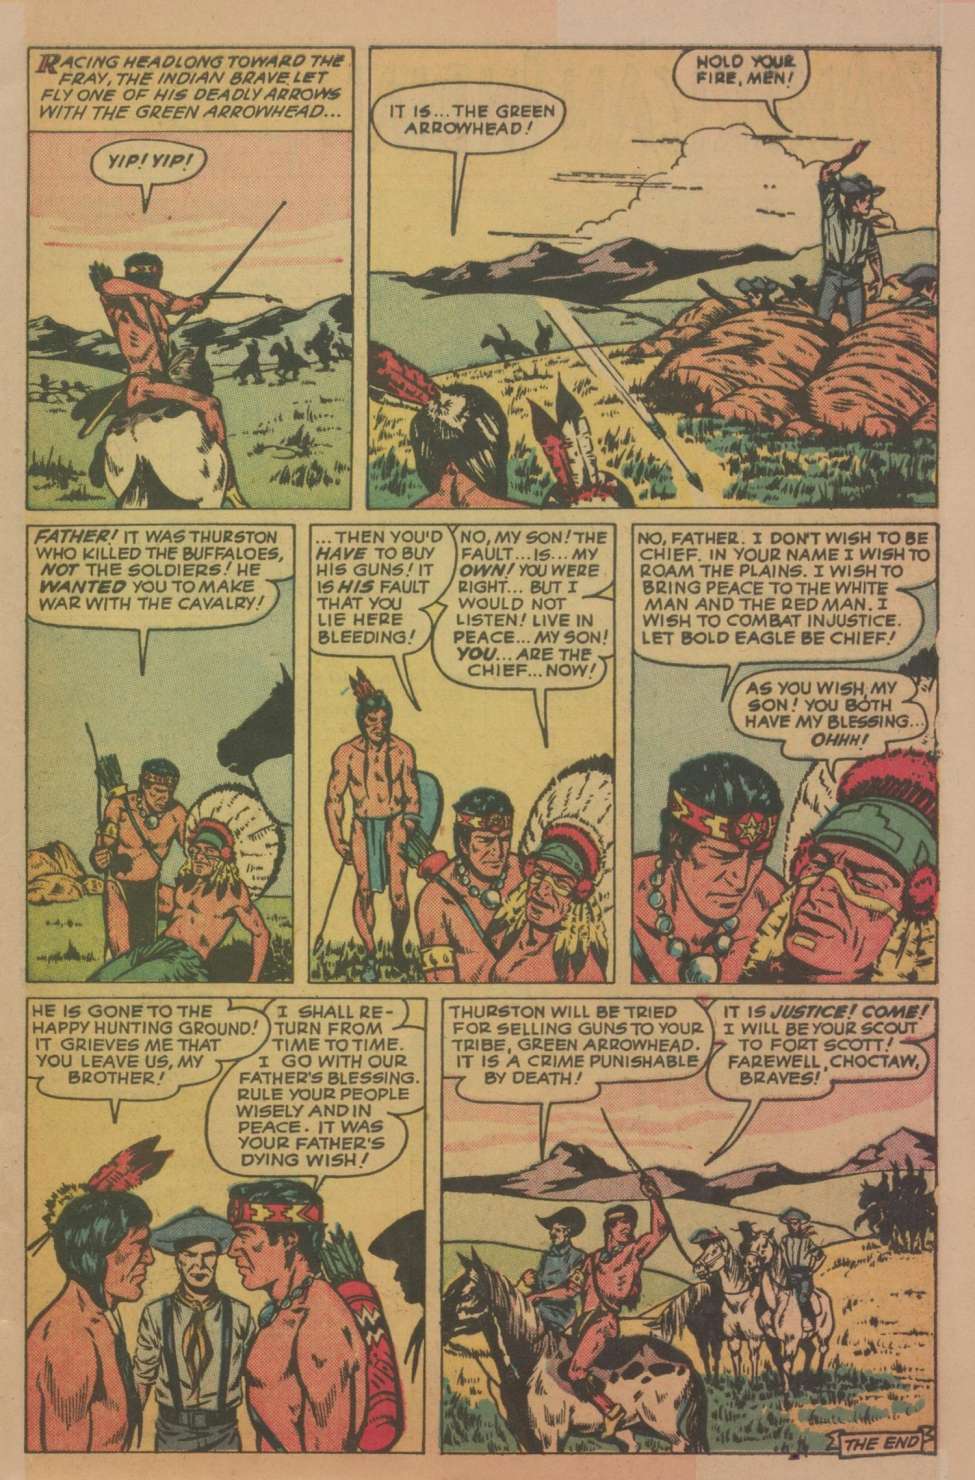 RACING HEADLONG TOWARD THE
FRAY, THE INDIAN BRAVE LET
FLY ONE OF HIS DEADLY ARROWS
WITH THE GREEN ARROWHEAD...
YIP! YIP!
IT IS... THE GREEN
ARROWHEAD!
HOLD YOUR
FIRE, MEN!
FATHER! IT WAS THURSTON
WHO KILLED THE BUFFALOES,
NOT THE SOLDIERS! HE
WANTED YOU TO MAKE
WAR WITH THE CAVALRY!
...THEN YOU'D
HAVE TO BUY
HIS GUNS! IT
IS HIS FAULT
THAT YOU
LIE HERE
BLEEDING!
NO, MY SON! THE
FAULT...IS...MY
OWN! YOU WERE
RIGHT... BUT I
WOULD NOT
LISTEN! LIVE IN
PEACE... MY SON!
YOU... ARE THE
CHIEF...NOW!
NO, FATHER. I DON'T WISH TO BE
CHIEF. IN YOUR NAME I WISH TO
ROAM THE PLAINS. I WISH TO
BRING PEACE TO THE WHITE
MAN AND THE RED MAN. I
WISH TO COMBAT INJUSTICE.
LET BOLD EAGLE BE CHIEF!
AS YOU WISH, MY
SON! YOU BOTH
HAVE MY BLESSING...
OHHH!
HE IS GONE TO THE
HAPPY HUNTING GROUND!
IT GRIEVES ME THAT
YOU LEAVE US, MY
BROTHER!
I SHALL RE-
TURN FROM
TIME TO TIME.
I GO WITH OUR
FATHER'S BLESSING.
RULE YOUR PEOPLE
WISELY AND IN
PEACE. IT WAS
YOUR FATHER'S
DYING WISH!
THURSTON WILL BE TRIED
FOR SELLING GUNS TO YOUR
TRIBE, GREEN ARROWHEAD.
IT IS A CRIME PUNISHABLE
BY DEATH!
IT IS JUSTICE! COME!
I WILL BE YOUR SCOUT
TO FORT SCOTT!
FAREWELL, CHOCTAW,
BRAVES!
THE END